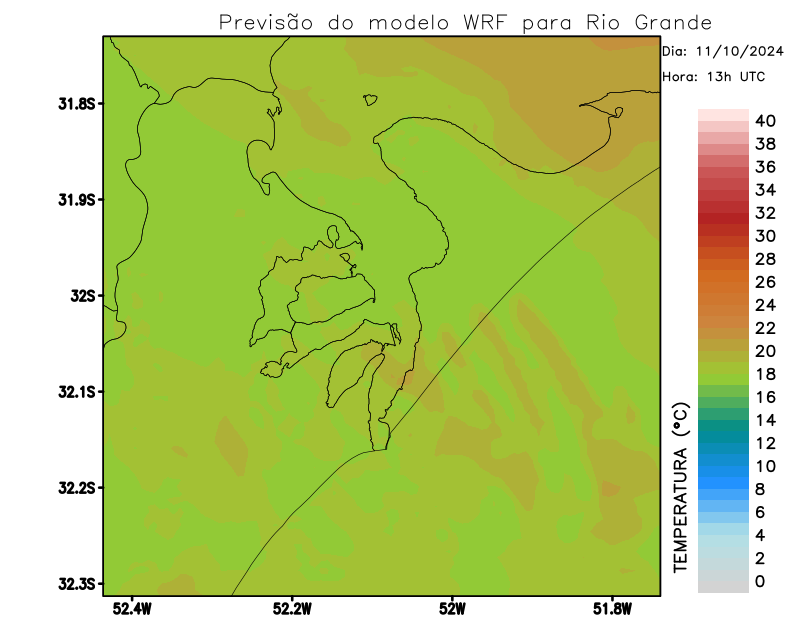 Previsão do modelo WRF para Rio Grande
Dia: 11/10/2024
Hora: 13h UTC
31.8S
31.9S
32S
32.1S
32.2S
32.3S
52.4W
52.2W
52W
51.8W
40
38
36
34
32
30
28
26
24
22
20
18
16
14
12
10
8
6
4
2
0
TEMPERATURA (°C)